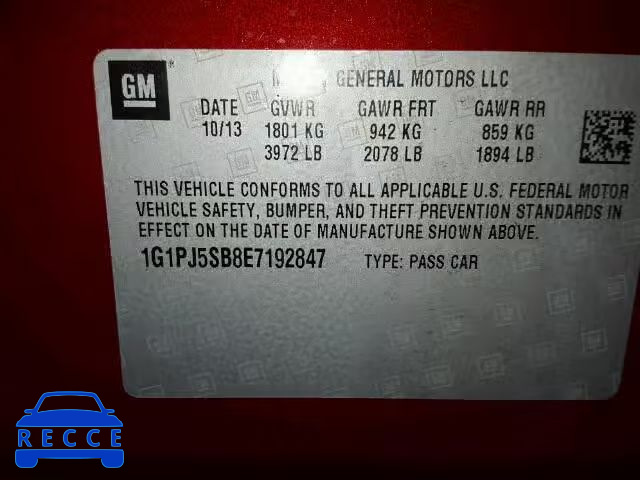 GM
GENERAL MOTORS LLC
DATE GVWR GAWR FRT GAWR RR
10/13 1801 KG 942 KG 859 KG
3972 LB 2078 LB 1894 LB
THIS VEHICLE CONFORMS TO ALL APPLICABLE U.S. FEDERAL MOTOR
VEHICLE SAFETY, BUMPER, AND THEFT PREVENTION STANDARDS IN
EFFECT ON THE DATE OF MANUFACTURE SHOWN ABOVE.
1G1PJ5SB8E7192847 TYPE: PASS CAR
RECCE